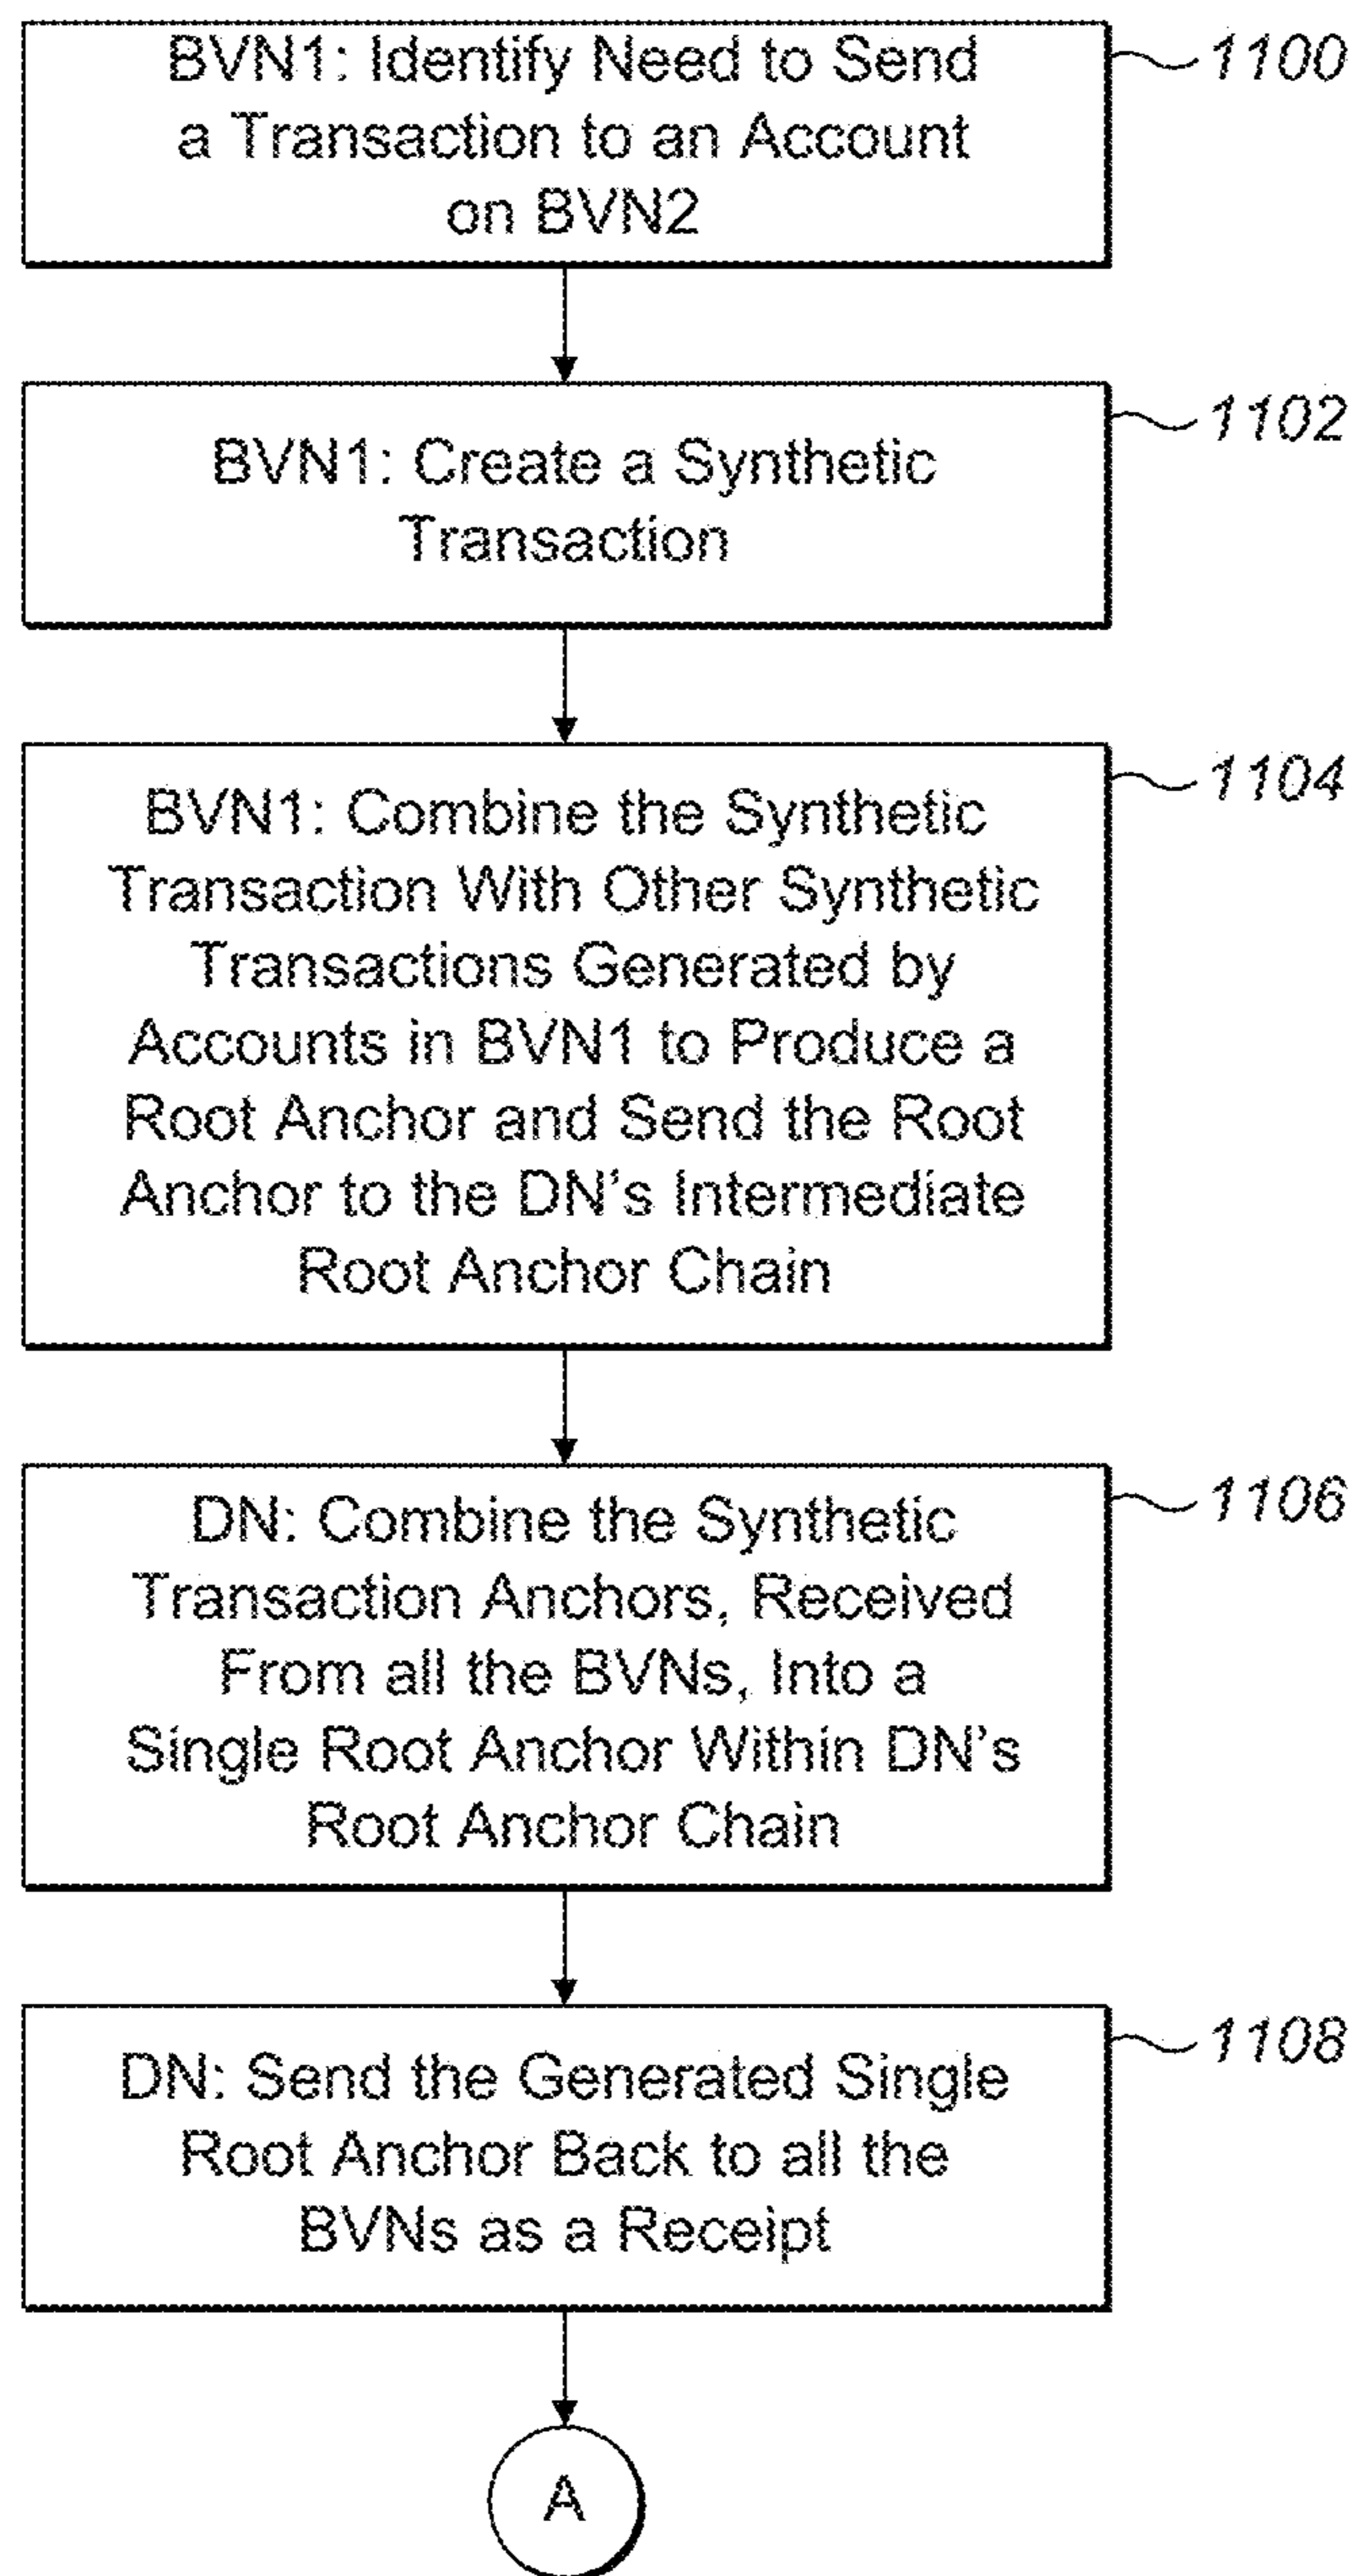 BVN1: Identify Need to Send
a Transaction to an Account
on BVN2
1100
BVN1: Create a Synthetic
Transaction
1102
BVN1: Combine the Synthetic
Transaction With Other Synthetic
Transactions Generated by
Accounts in BVN1 to Produce a
Root Anchor and Send the Root
Anchor to the DN's Intermediate
Root Anchor Chain
1104
DN: Combine the Synthetic
Transaction Anchors, Received
From all the BVNs, Into a
Single Root Anchor Within DN's
Root Anchor Chain
1106
DN: Send the Generated Single
Root Anchor Back to all the
BVNs as a Receipt
1108
A